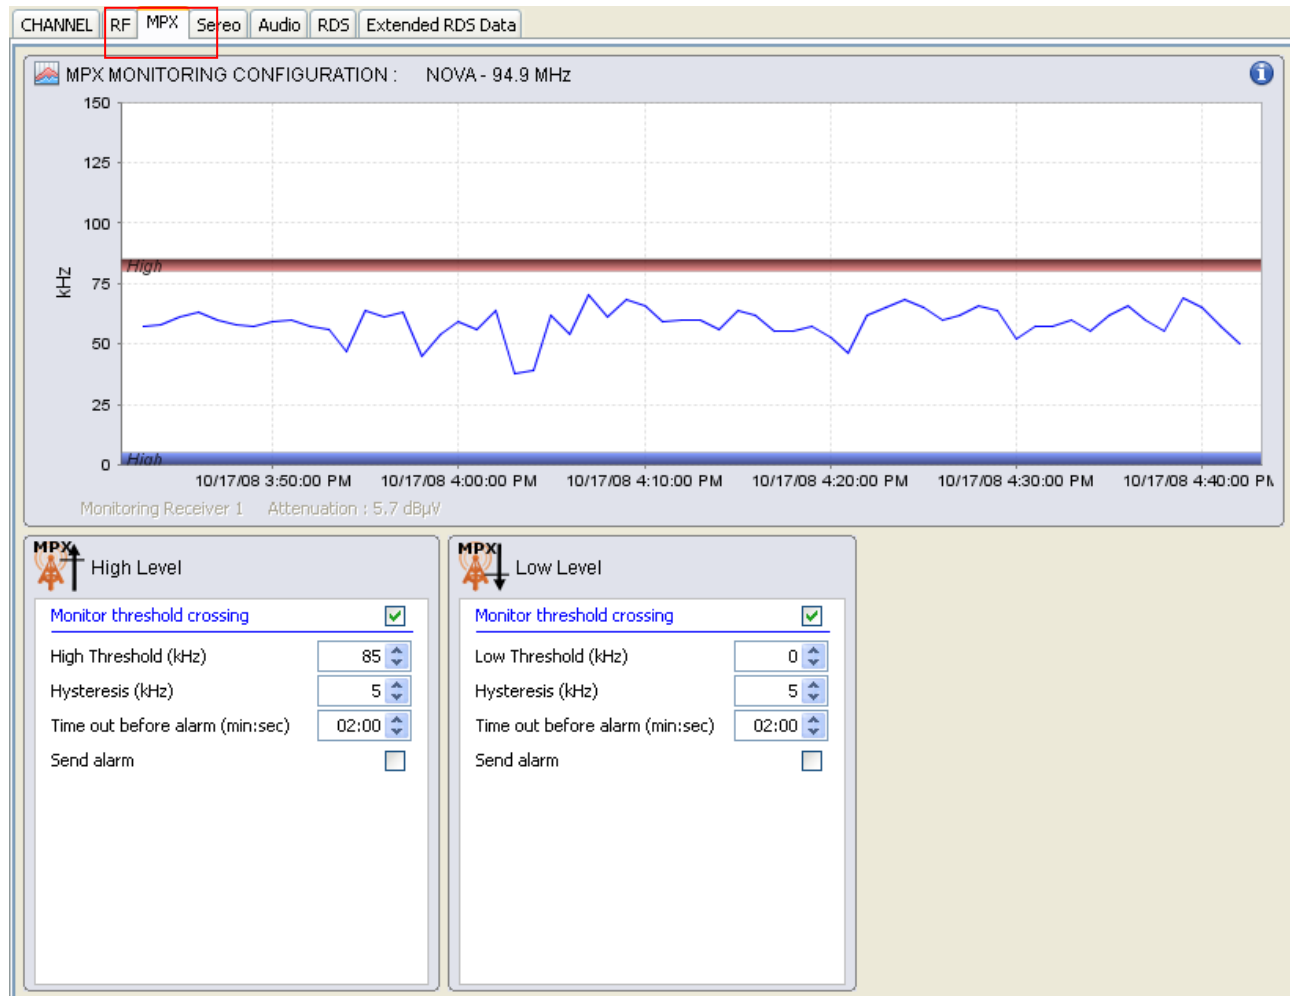 CHANNEL RF MPX Sereo Audio RDS Extended RDS Data
MPX MONITORING CONFIGURATION : NOVA - 94.9 MHz
150
125
100
High
75
kHz
50
25
High
0
10/17/08 3:50:00 PM 10/17/08 4:00:00 PM 10/17/08 4:10:00 PM 10/17/08 4:20:00 PM 10/17/08 4:30:00 PM 10/17/08 4:40:00 PM
Monitoring Receiver 1 Attenuation : 5.7 dBµV
MPX High Level
Monitor threshold crossing
High Threshold (kHz) 85
Hysteresis (kHz) 5
Time out before alarm (min:sec) 02:00
Send alarm
MPX Low Level
Monitor threshold crossing
Low Threshold (kHz) 0
Hysteresis (kHz) 5
Time out before alarm (min:sec) 02:00
Send alarm